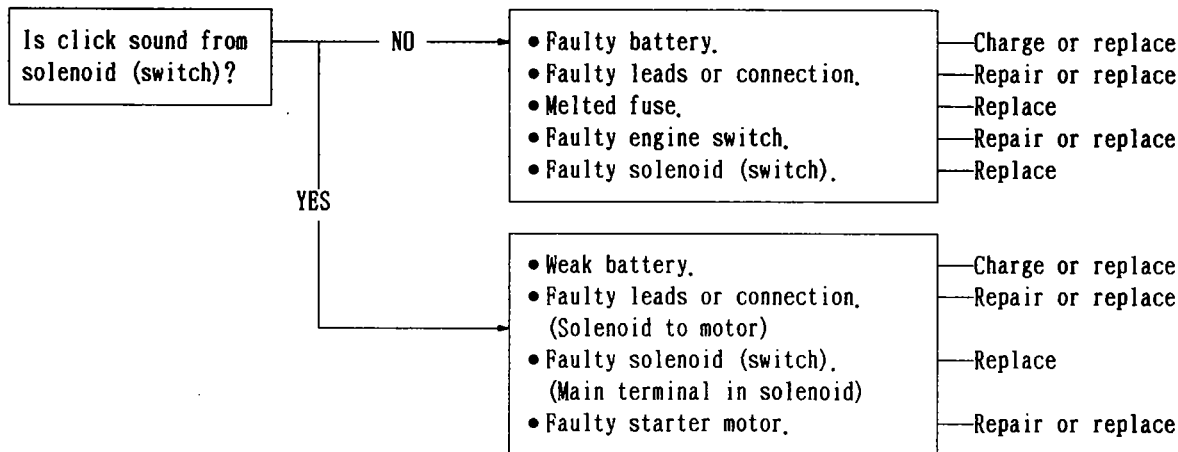 Is click sound from
solenoid (switch)?
NO
• Faulty battery.
Charge or replace
• Faulty leads or connection.
Repair or replace
• Melted fuse.
Replace
• Faulty engine switch.
Repair or replace
• Faulty solenoid (switch).
Replace
YES
• Weak battery.
Charge or replace
• Faulty leads or connection.
Repair or replace
(Solenoid to motor)
• Faulty solenoid (switch).
Replace
(Main terminal in solenoid)
• Faulty starter motor.
Repair or replace